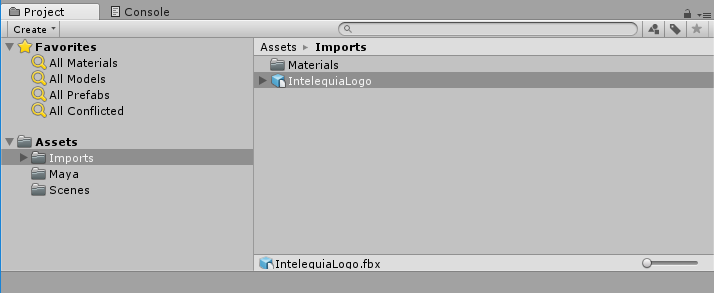 Project
Console
Create
Favorites
All Materials
All Models
All Prefabs
All Conflicted
Assets
Imports
Maya
Scenes
Assets ▸ Imports
Materials
IntelequiaLogo
IntelequiaLogo.fbx